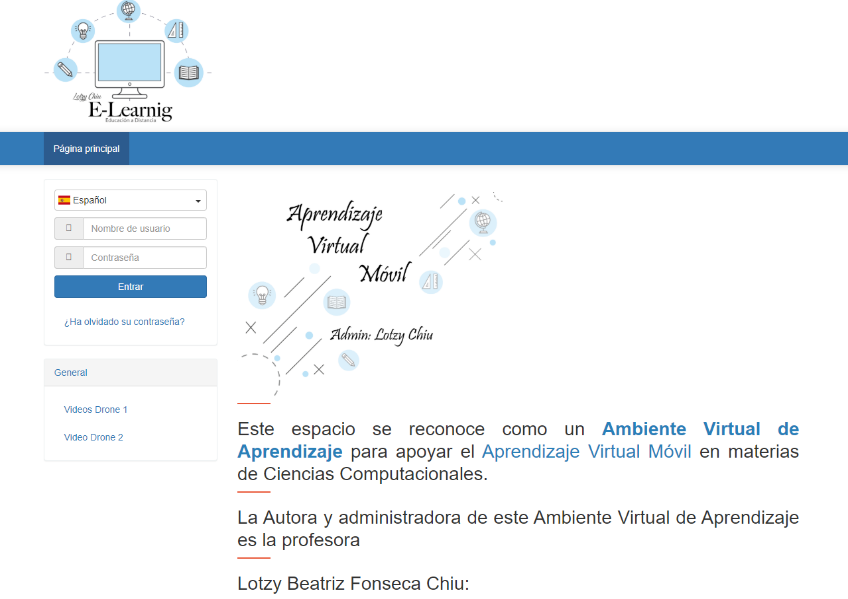 Lotzy Chiu
E-Learnig
Educación a Distancia
Página principal
Español
Nombre de usuario
Contraseña
Entrar
¿Ha olvidado su contraseña?
General
Videos Drone 1
Video Drone 2
Aprendizaje
Virtual
Móvil
Admin: Lotzy Chiu
Este espacio se reconoce como un Ambiente Virtual de
Aprendizaje para apoyar el Aprendizaje Virtual Móvil en materias
de Ciencias Computacionales.
La Autora y administradora de este Ambiente Virtual de Aprendizaje
es la profesora
Lotzy Beatriz Fonseca Chiu: